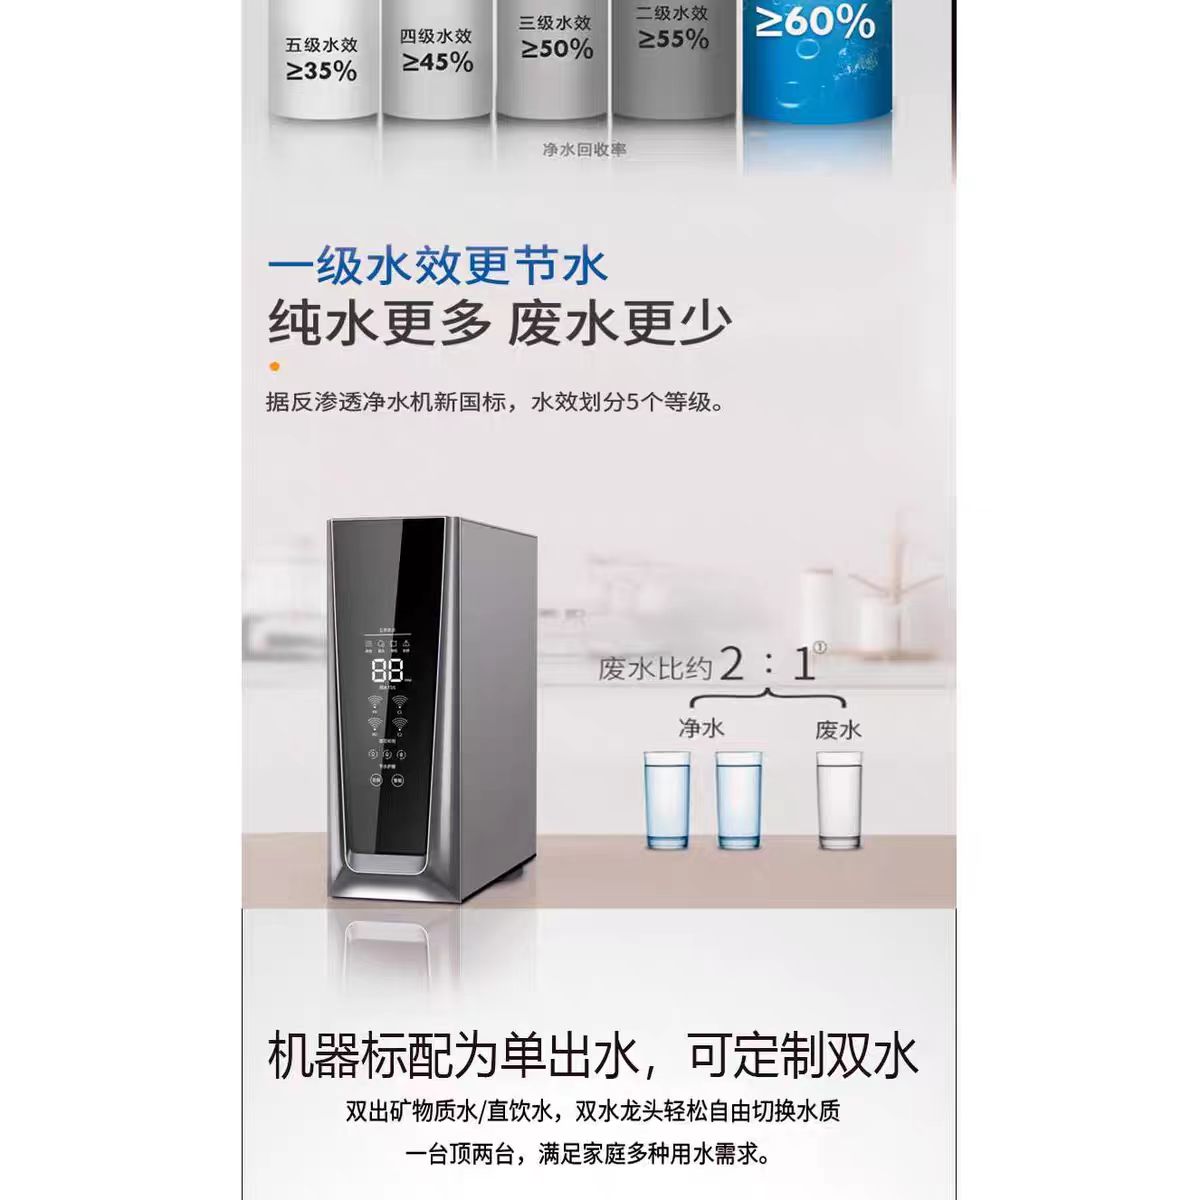 五级水效
≥35%
四级水效
≥45%
三级水效
≥50%
二级水效
≥55%
≥60%
净水回收率
一级水效更节水
纯水更多 废水更少
据反渗透净水机新国标，水效划分5个等级。
88
废水比约2：1①
净水
废水
机器标配为单出水，可定制双水
双出矿物质水/直饮水，双水龙头轻松自由切换水质
一台顶两台，满足家庭多种用水需求。